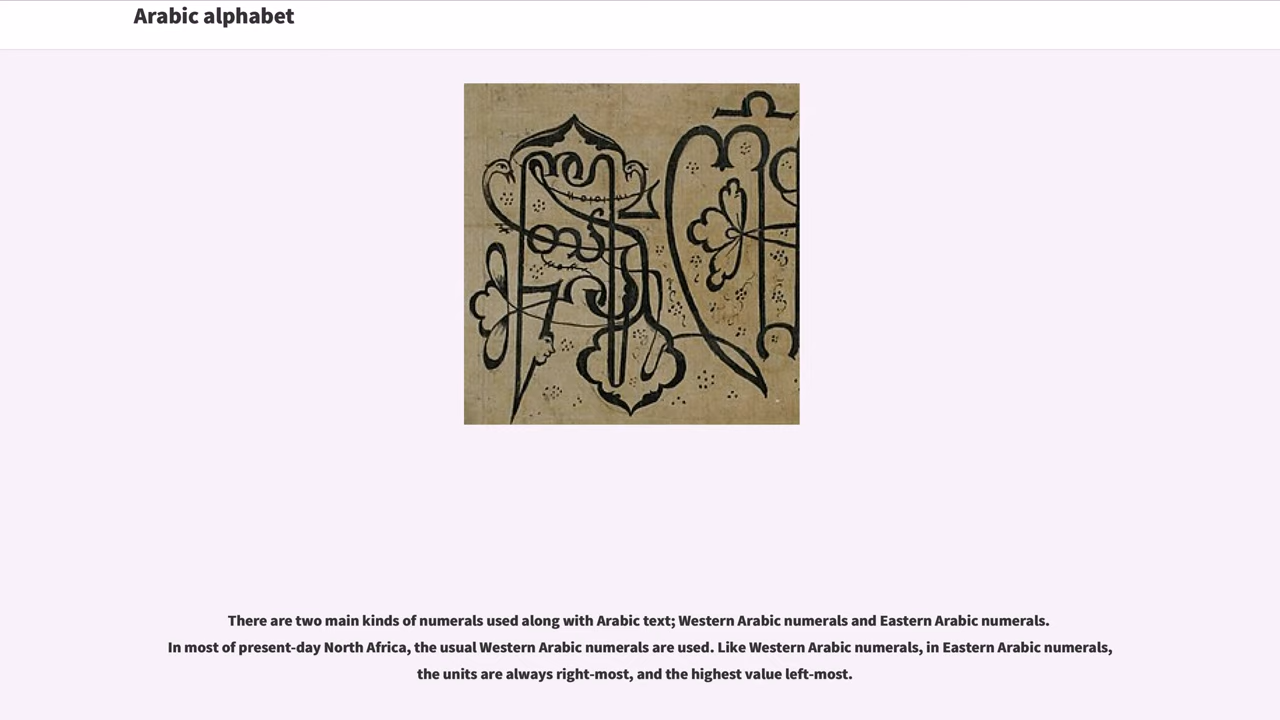 Arabic alphabet
There are two main kinds of numerals used along with Arabic text; Western Arabic numerals and Eastern Arabic numerals.
In most of present-day North Africa, the usual Western Arabic numerals are used. Like Western Arabic numerals, in Eastern Arabic numerals,
the units are always right-most, and the highest value left-most.